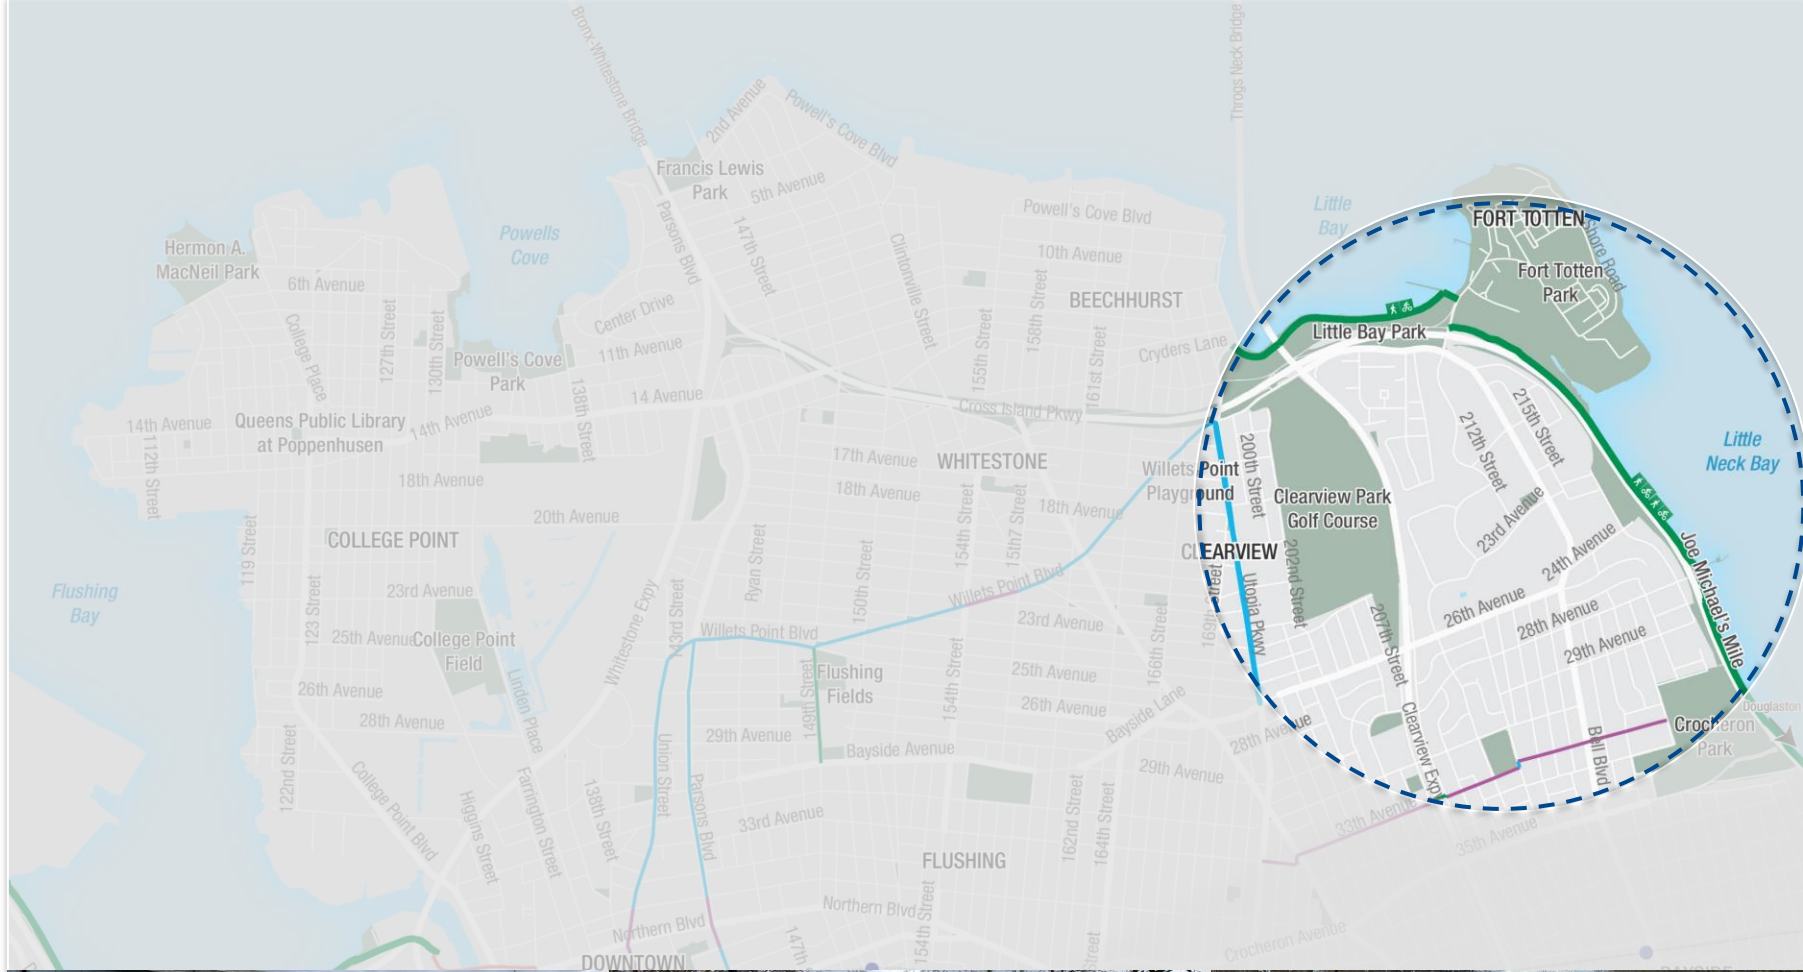 Bronx-Whitestone Bridge
Throgs Neck Bridge
2nd Avenue
Powell's Cove Blvd
Francis Lewis
Park
5th Avenue
Parsons Blvd
147th Street
Powell's Cove Blvd
Little
Bay
FORT TOTTEN
Shore Road
Hermon A.
MacNeil Park
Powells
Cove
Clintonville Street
10th Avenue
Fort Totten
Park
6th Avenue
BEECHHURST
158th Street
Center Drive
College Place
127th Street
130th Street
11th Avenue
155th Street
161st Street
Cryders Lane
Little Bay Park
Powell's Cove
Park
138th Street
14 Avenue
Cross Island Pkwy
14th Avenue
112th Street
Queens Public Library
at Poppenhusen
14th Avenue
212th Street
215th Street
Little
Neck Bay
17th Avenue
WHITESTONE
Willets Point
Playground
200th Street
18th Avenue
18th Avenue
154th Street
15th7 Street
18th Avenue
Clearview Park
Golf Course
20th Avenue
23rd Avenue
COLLEGE POINT
119 Street
Ryan Street
150th Street
CLEARVIEW
202nd Street
24th Avenue
Joe Michael's Mile
Flushing
Bay
123 Street
23rd Avenue
Whitestone Expy
143rd Street
Willets Point Blvd
169th Street
Utopia Pkwy
26th Avenue
25th Avenue
College Point
Field
Willets Point Blvd
23rd Avenue
166th Street
207th Street
28th Avenue
29th Avenue
Flushing
Fields
149th Street
154th Street
25th Avenue
26th Avenue
Linden Place
26th Avenue
Bayside Lane
28th Avenue
28th Avenue
Clearview Expy
Bell Blvd
Crocheron
Park
Douglaston
122nd Street
29th Avenue
Union Street
Bayside Avenue
29th Avenue
College Point Blvd
Higgins Street
Farrington Street
138th Street
Parsons Blvd
33rd Avenue
162nd Street
164th Street
33th Avenue
35th Avenue
FLUSHING
Northern Blvd
Northern Blvd
147th
154th Street
Street
Crocheron Avenue
DOWNTOWN
BAYSIDE